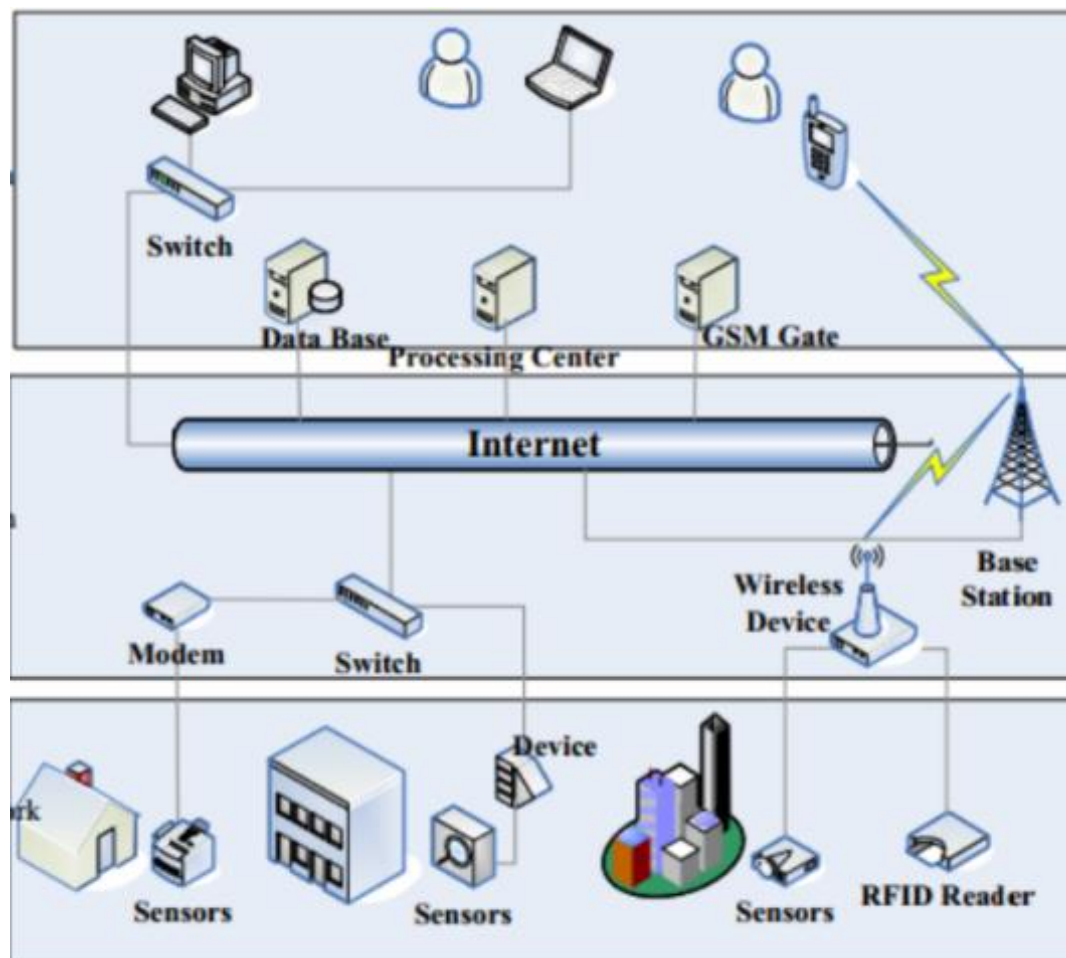 Switch
Data Base
Processing Center
GSM Gate
Internet
Wireless
Device
Base
Station
Modem
Switch
Device
ork
Sensors
Sensors
Sensors
RFID Reader